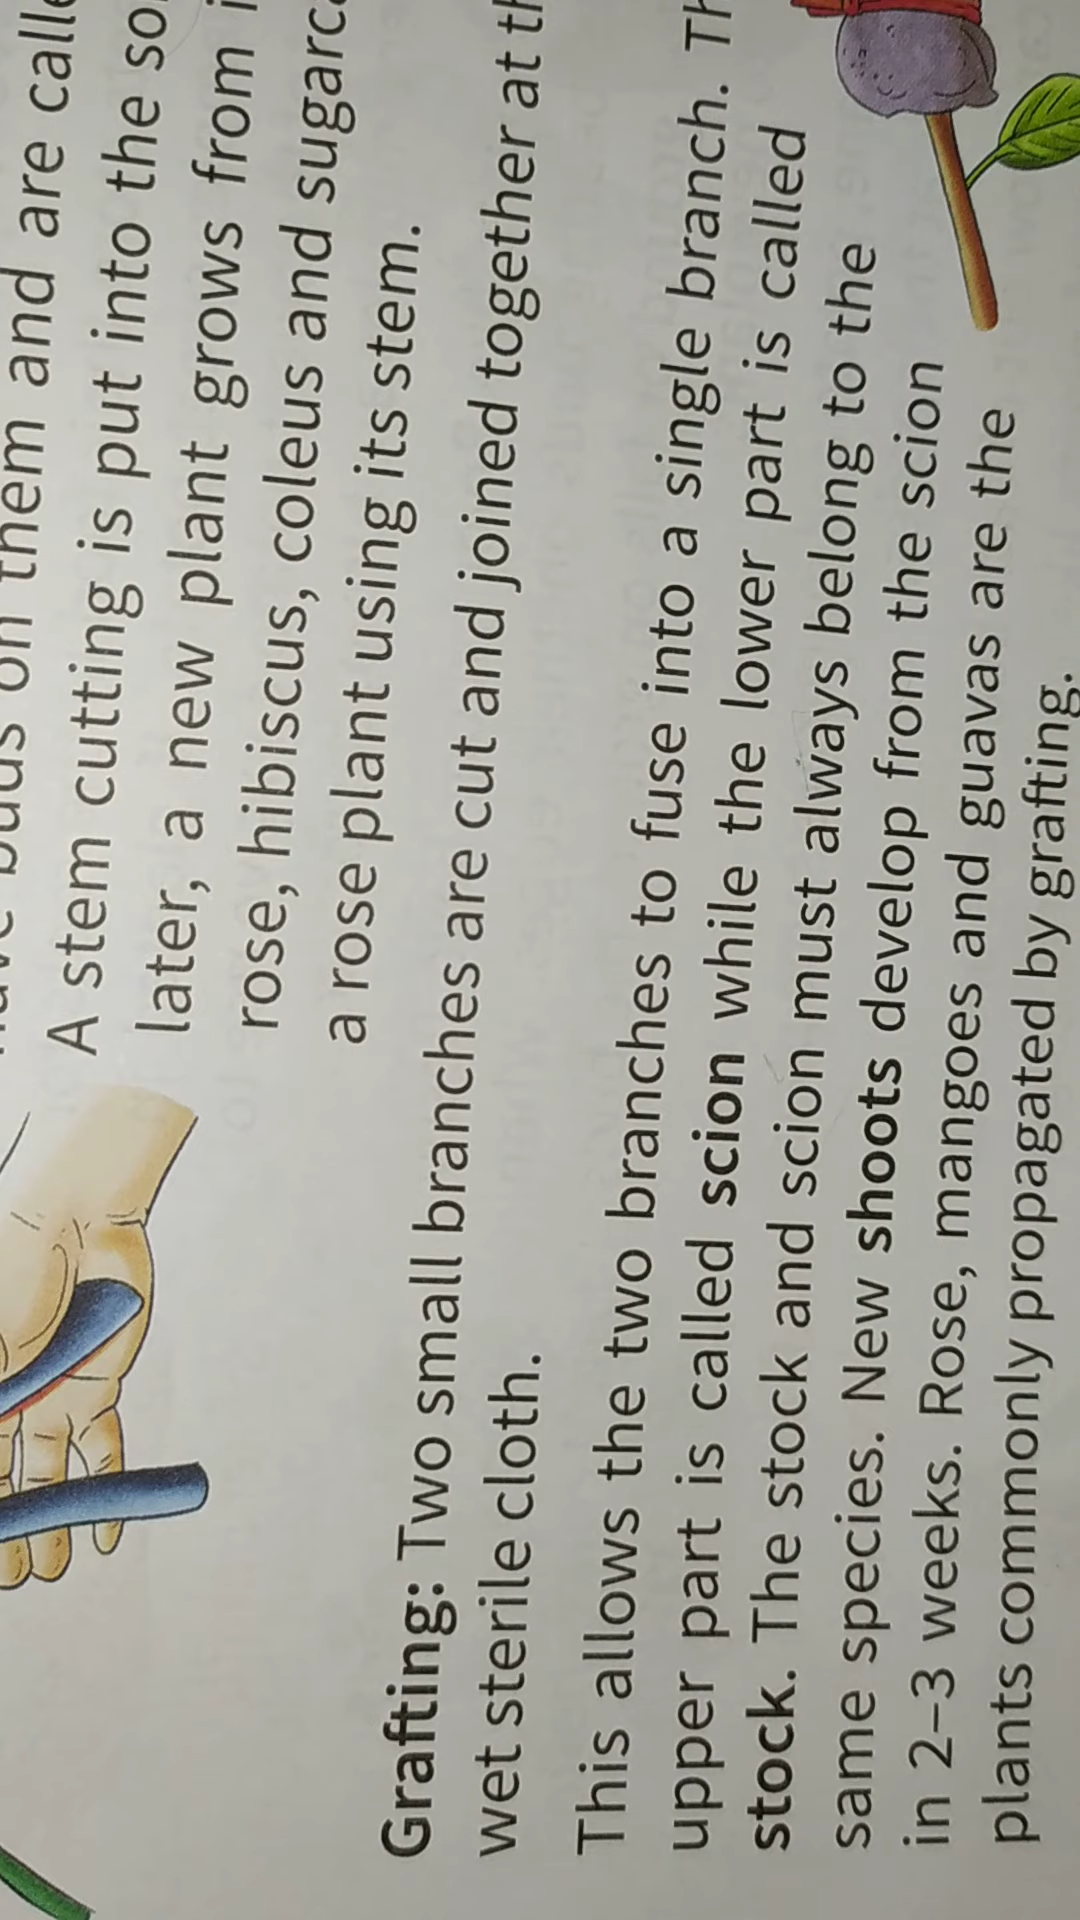 them and are
A stem cutting is put into the
later, a new plant grows from
rose, hibiscus, coleus and
a rose plant using its stem.
Grafting: Two small branches are cut and joined together at
wet sterile cloth.
This allows the two branches to fuse into a single branch.
upper part is called scion while the lower part is called
stock. The stock and scion must always belong to the
same species. New shoots develop from the scion
in 2–3 weeks. Rose, mangoes and guavas are the
plants commonly propagated by grafting.